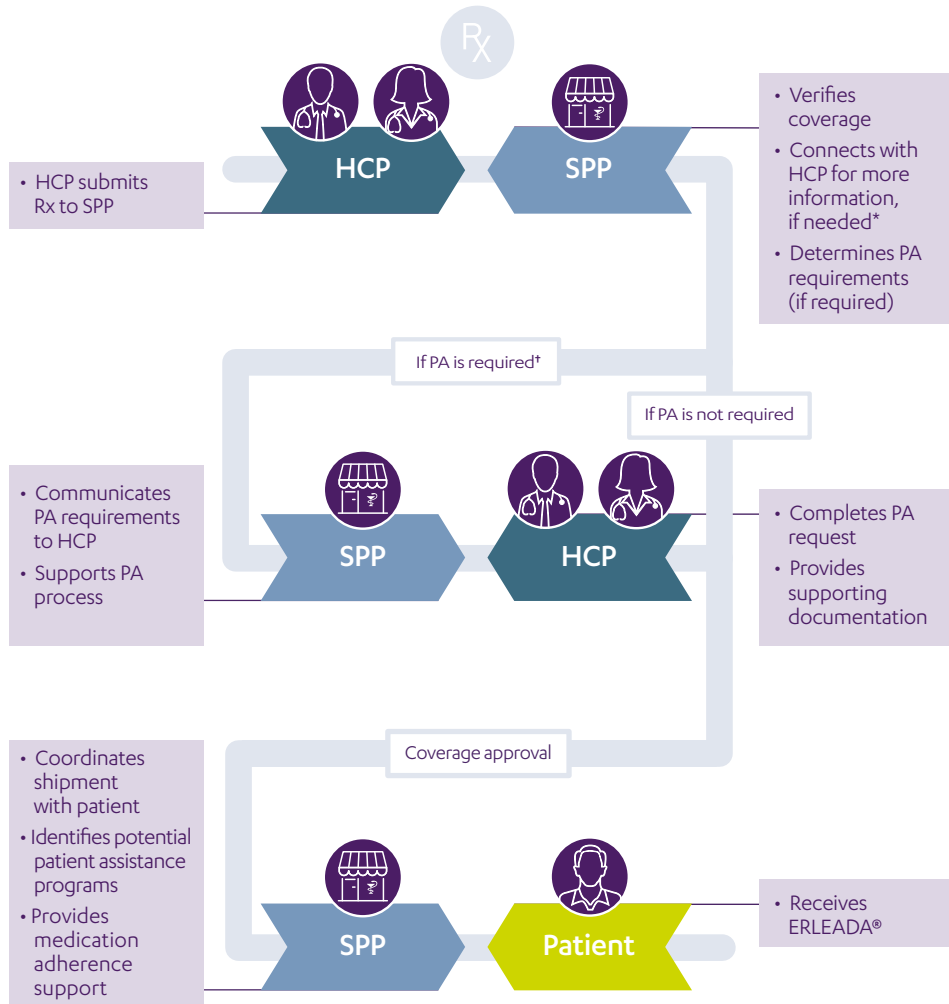 Rx
HCP
SPP
• HCP submits
Rx to SPP
• Verifies
coverage
• Connects with
HCP for more
information,
if needed*
• Determines PA
requirements
(if required)
If PA is required†
If PA is not required
• Communicates
PA requirements
to HCP
• Supports PA
process
SPP
HCP
• Completes PA
request
• Provides
supporting
documentation
Coverage approval
• Coordinates
shipment
with patient
• Identifies potential
patient assistance
programs
• Provides
medication
adherence
support
SPP
Patient
• Receives
ERLEADA®